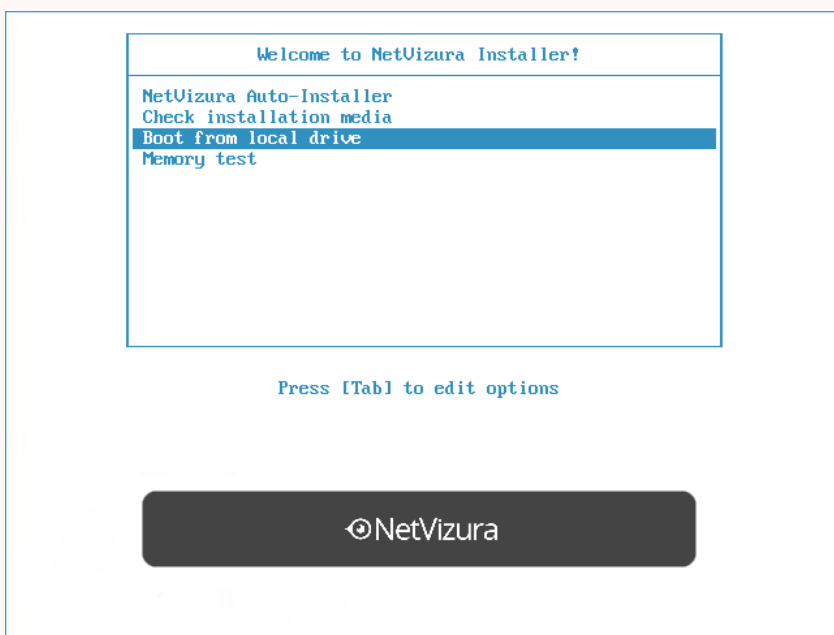 Welcome to NetVizura Installer!
NetVizura Auto-Installer
Check installation media
Boot from local drive
Memory test
Press [Tab] to edit options
NetVizura